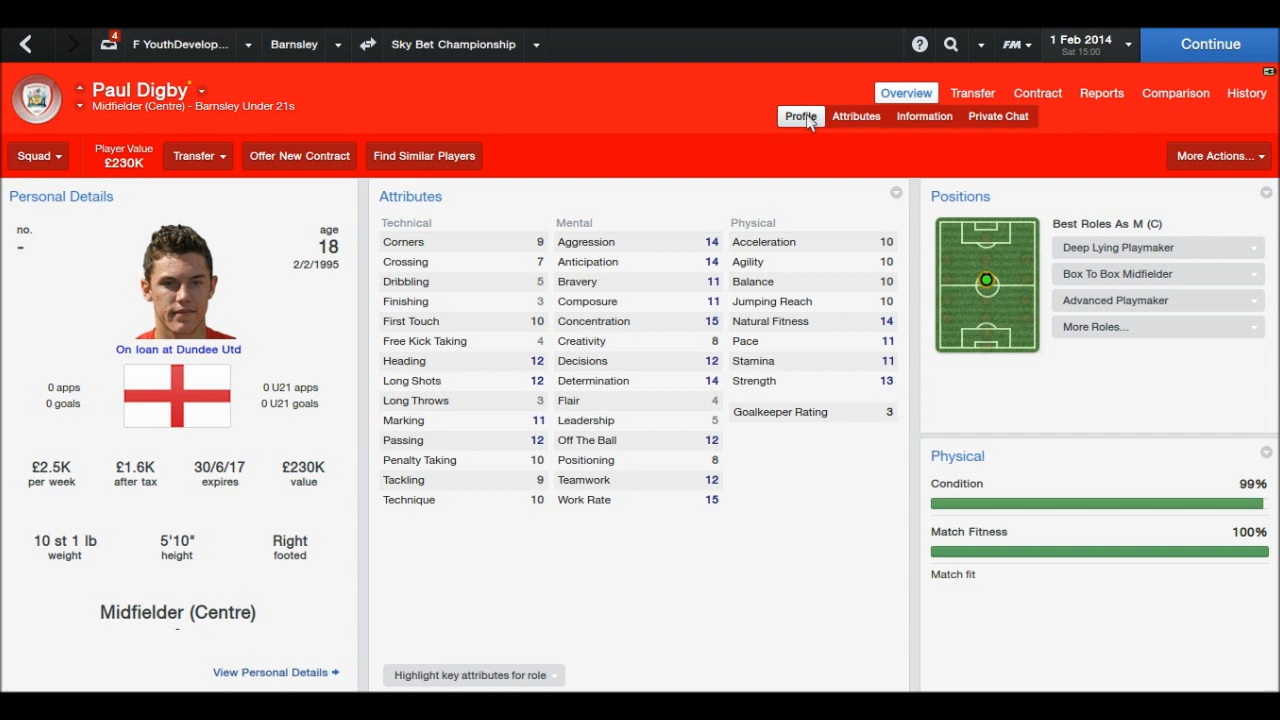 4
F YouthDevelop...
Barnsley
Sky Bet Championship
?
FM
1 Feb 2014
Sat 15:00
Continue
Paul Digby
Midfielder (Centre) - Barnsley Under 21s
Overview Transfer Contract Reports Comparison History
Profile Attributes Information Private Chat
Squad
Player Value
£230K
Transfer
Offer New Contract
Find Similar Players
More Actions...
Personal Details
no.
-
age
18
2/2/1995
On loan at Dundee Utd
0 apps
0 goals
0 U21 apps
0 U21 goals
£2.5K
per week
£1.6K
after tax
30/6/17
expires
£230K
value
10 st 1 lb
weight
5'10"
height
Right
footed
Midfielder (Centre)
-
View Personal Details
Attributes
Technical
Corners 9
Crossing 7
Dribbling 5
Finishing 3
First Touch 10
Free Kick Taking 4
Heading 12
Long Shots 12
Long Throws 3
Marking 11
Passing 12
Penalty Taking 10
Tackling 9
Technique 10
Mental
Aggression 14
Anticipation 14
Bravery 11
Composure 11
Concentration 15
Creativity 8
Decisions 12
Determination 14
Flair 4
Leadership 5
Off The Ball 12
Positioning 8
Teamwork 12
Work Rate 15
Physical
Acceleration 10
Agility 10
Balance 10
Jumping Reach 10
Natural Fitness 14
Pace 11
Stamina 11
Strength 13
Goalkeeper Rating 3
Highlight key attributes for role
Positions
Best Roles As M (C)
Deep Lying Playmaker
Box To Box Midfielder
Advanced Playmaker
More Roles...
Physical
Condition 99%
Match Fitness 100%
Match fit